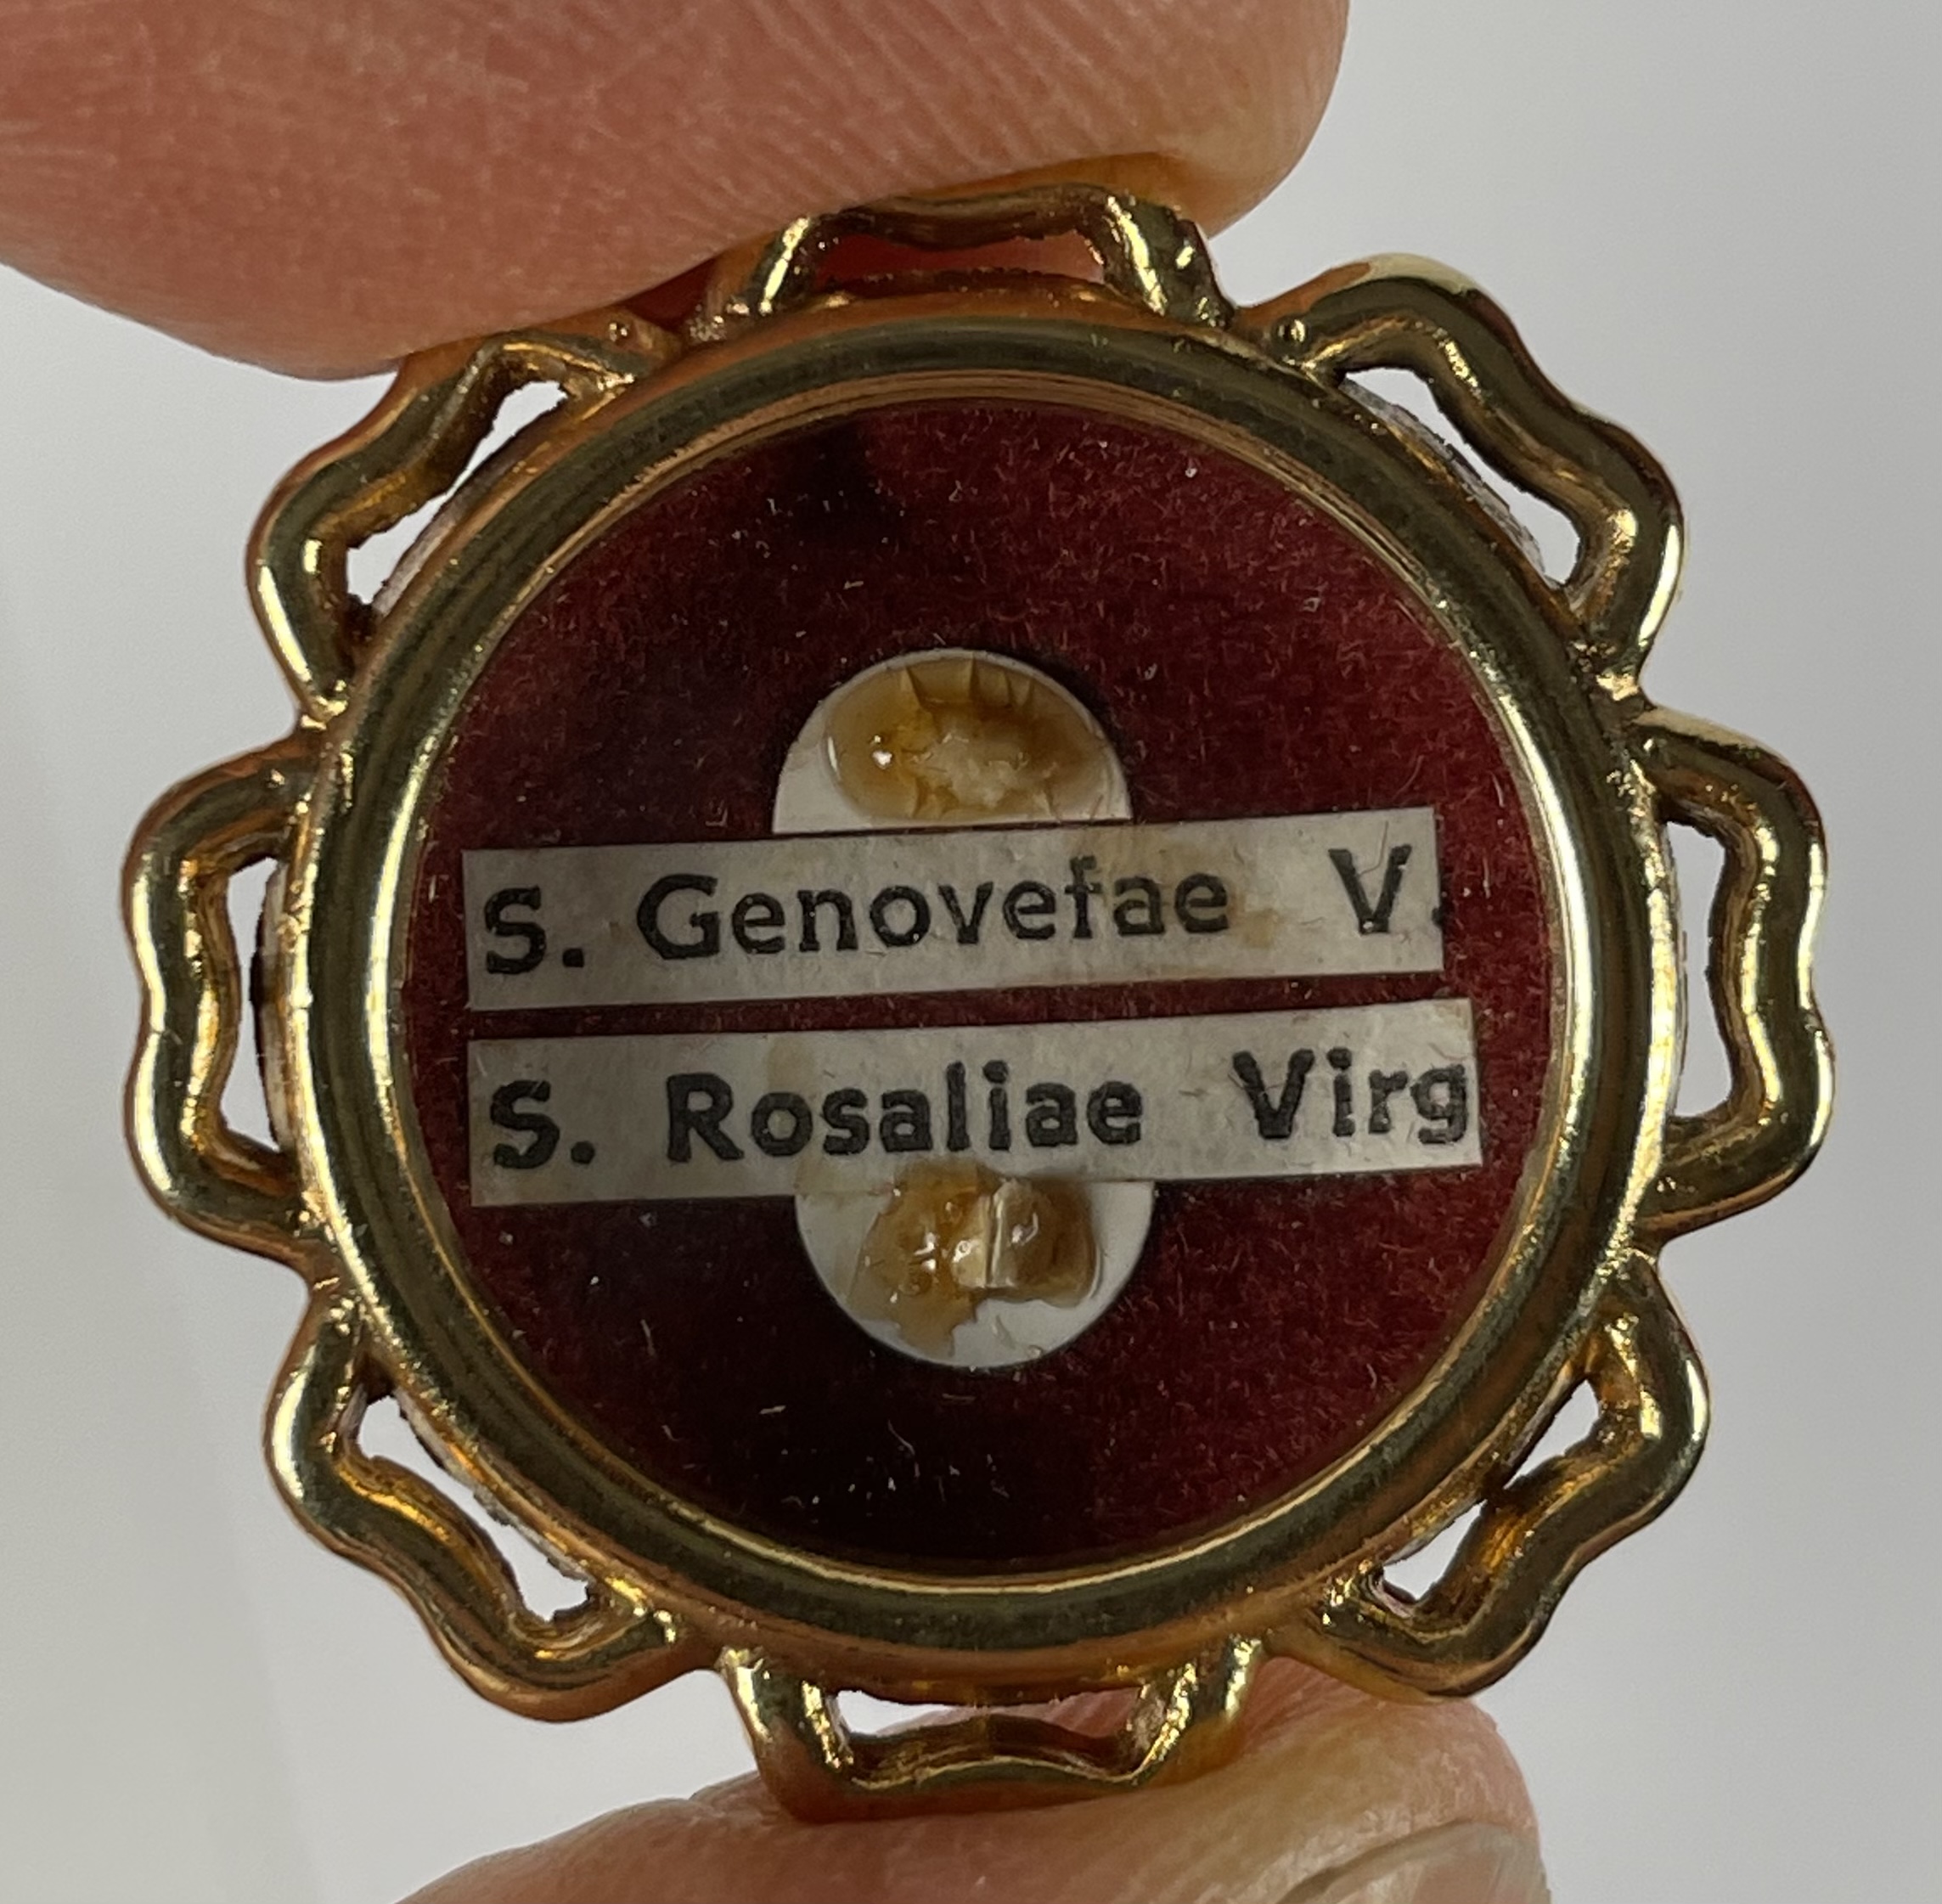 S. Genovefae V.
S. Rosaliae Virg